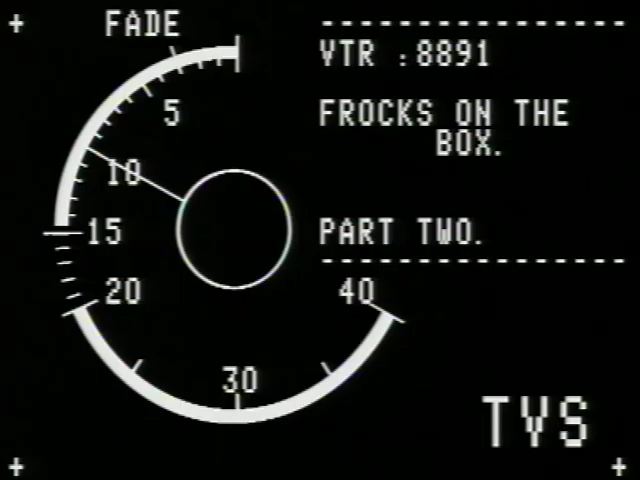 FADE
VTR :8891
FROCKS ON THE
BOX.
PART TWO.
5
10
15
20
30
40
TVS